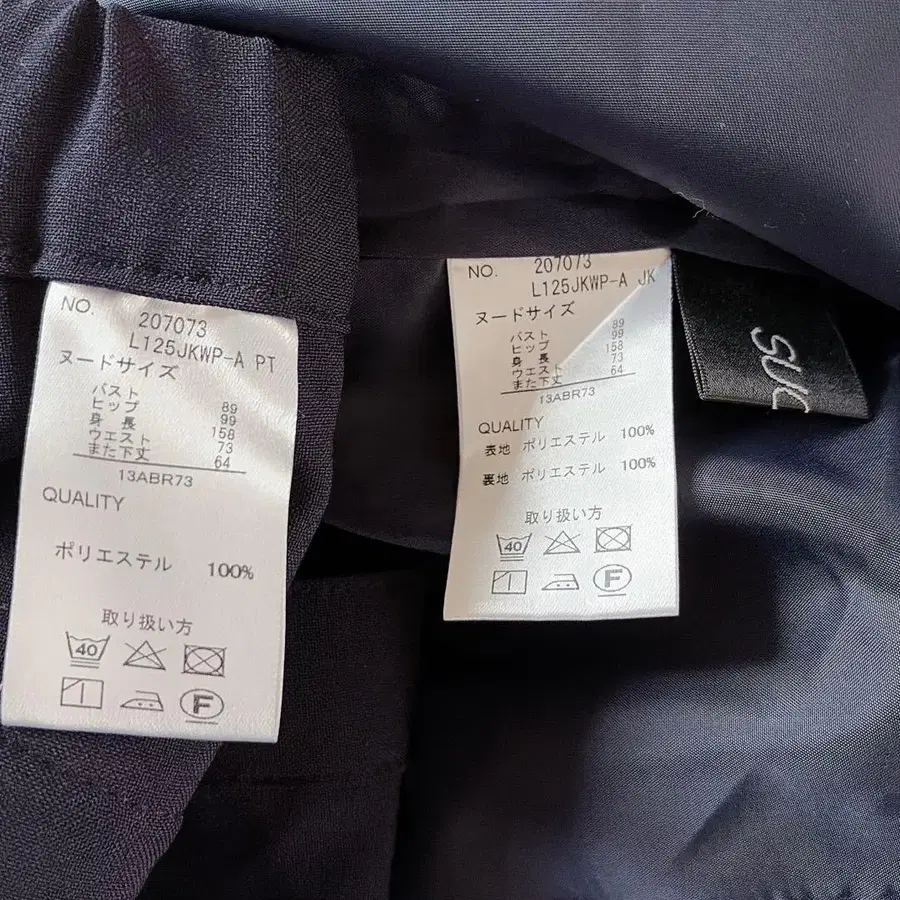 NO. 207073
L125JKWP-A PT
ヌードサイズ
バスト 89
ヒップ 99
身 長 158
ウエスト 73
また下丈 64
13ABR73
QUALITY
ポリエステル 100%
取り扱い方
40
F
NO. 207073
L125JKWP-A JK
ヌードサイズ
バスト 89
ヒップ 99
身 長 158
ウエスト 73
また下丈 64
13ABR73
QUALITY
表地 ポリエステル 100%
裏地 ポリエステル 100%
取り扱い方
40
F